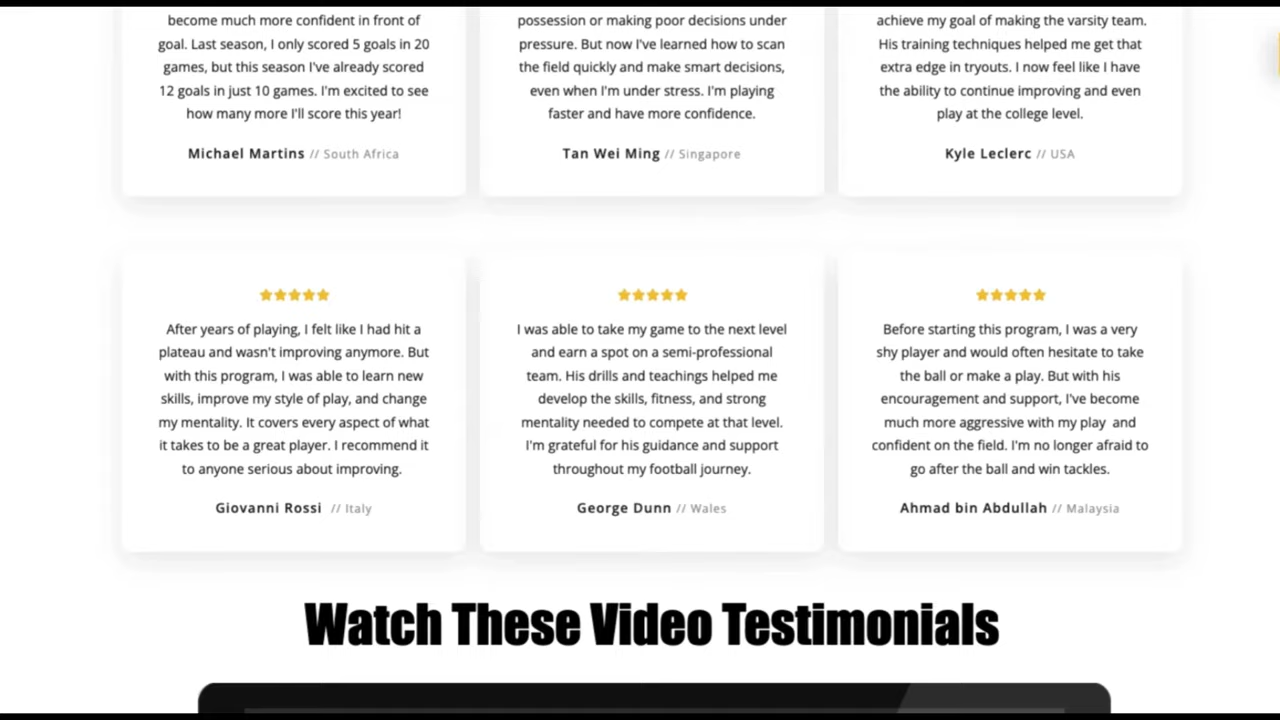 become much more confident in front of
goal. Last season, I only scored 5 goals in 20
games, but this season I've already scored
12 goals in just 10 games. I'm excited to see
how many more I'll score this year!
Michael Martins // South Africa
possession or making poor decisions under
pressure. But now I've learned how to scan
the field quickly and make smart decisions,
even when I'm under stress. I'm playing
faster and have more confidence.
Tan Wei Ming // Singapore
achieve my goal of making the varsity team.
His training techniques helped me get that
extra edge in tryouts. I now feel like I have
the ability to continue improving and even
play at the college level.
Kyle Leclerc // USA
After years of playing, I felt like I had hit a
plateau and wasn't improving anymore. But
with this program, I was able to learn new
skills, improve my style of play, and change
my mentality. It covers every aspect of what
it takes to be a great player. I recommend it
to anyone serious about improving.
Giovanni Rossi // Italy
I was able to take my game to the next level
and earn a spot on a semi-professional
team. His drills and teachings helped me
develop the skills, fitness, and strong
mentality needed to compete at that level.
I'm grateful for his guidance and support
throughout my football journey.
George Dunn // Wales
Before starting this program, I was a very
shy player and would often hesitate to take
the ball or make a play. But with his
encouragement and support, I've become
much more aggressive with my play and
confident on the field. I'm no longer afraid to
go after the ball and win tackles.
Ahmad bin Abdullah // Malaysia
Watch These Video Testimonials